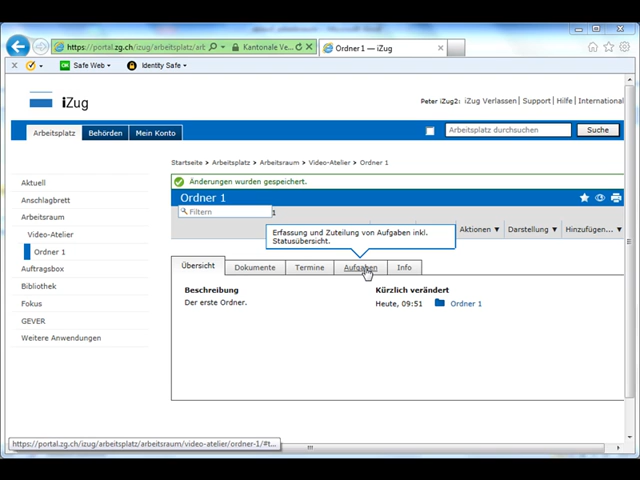 https://portal.zg.ch/izug/arbeitsplatz/arb
Kantonale Ve...
Ordner 1 — iZug
Safe Web
Identity Safe
iZug
Peter iZug2: iZug Verlassen | Support | Hilfe | International
Arbeitsplatz
Behörden
Mein Konto
Arbeitsplatz durchsuchen
Suche
Startseite > Arbeitsplatz > Arbeitsraum > Video-Atelier > Ordner 1
Aktuell
Anschlagbrett
Arbeitsraum
Video-Atelier
Ordner 1
Auftragsbox
Bibliothek
Fokus
GEVER
Weitere Anwendungen
Änderungen wurden gespeichert.
Ordner 1
Filtern
1
Erfassung und Zuteilung von Aufgaben inkl.
Statusübersicht.
Aktionen
Darstellung
Hinzufügen...
Übersicht
Dokumente
Termine
Aufgaben
Info
Beschreibung
Der erste Ordner.
Kürzlich verändert
Heute, 09:51
Ordner 1
https://portal.zg.ch/izug/arbeitsplatz/arbeitsraum/video-atelier/ordner-1/#t...